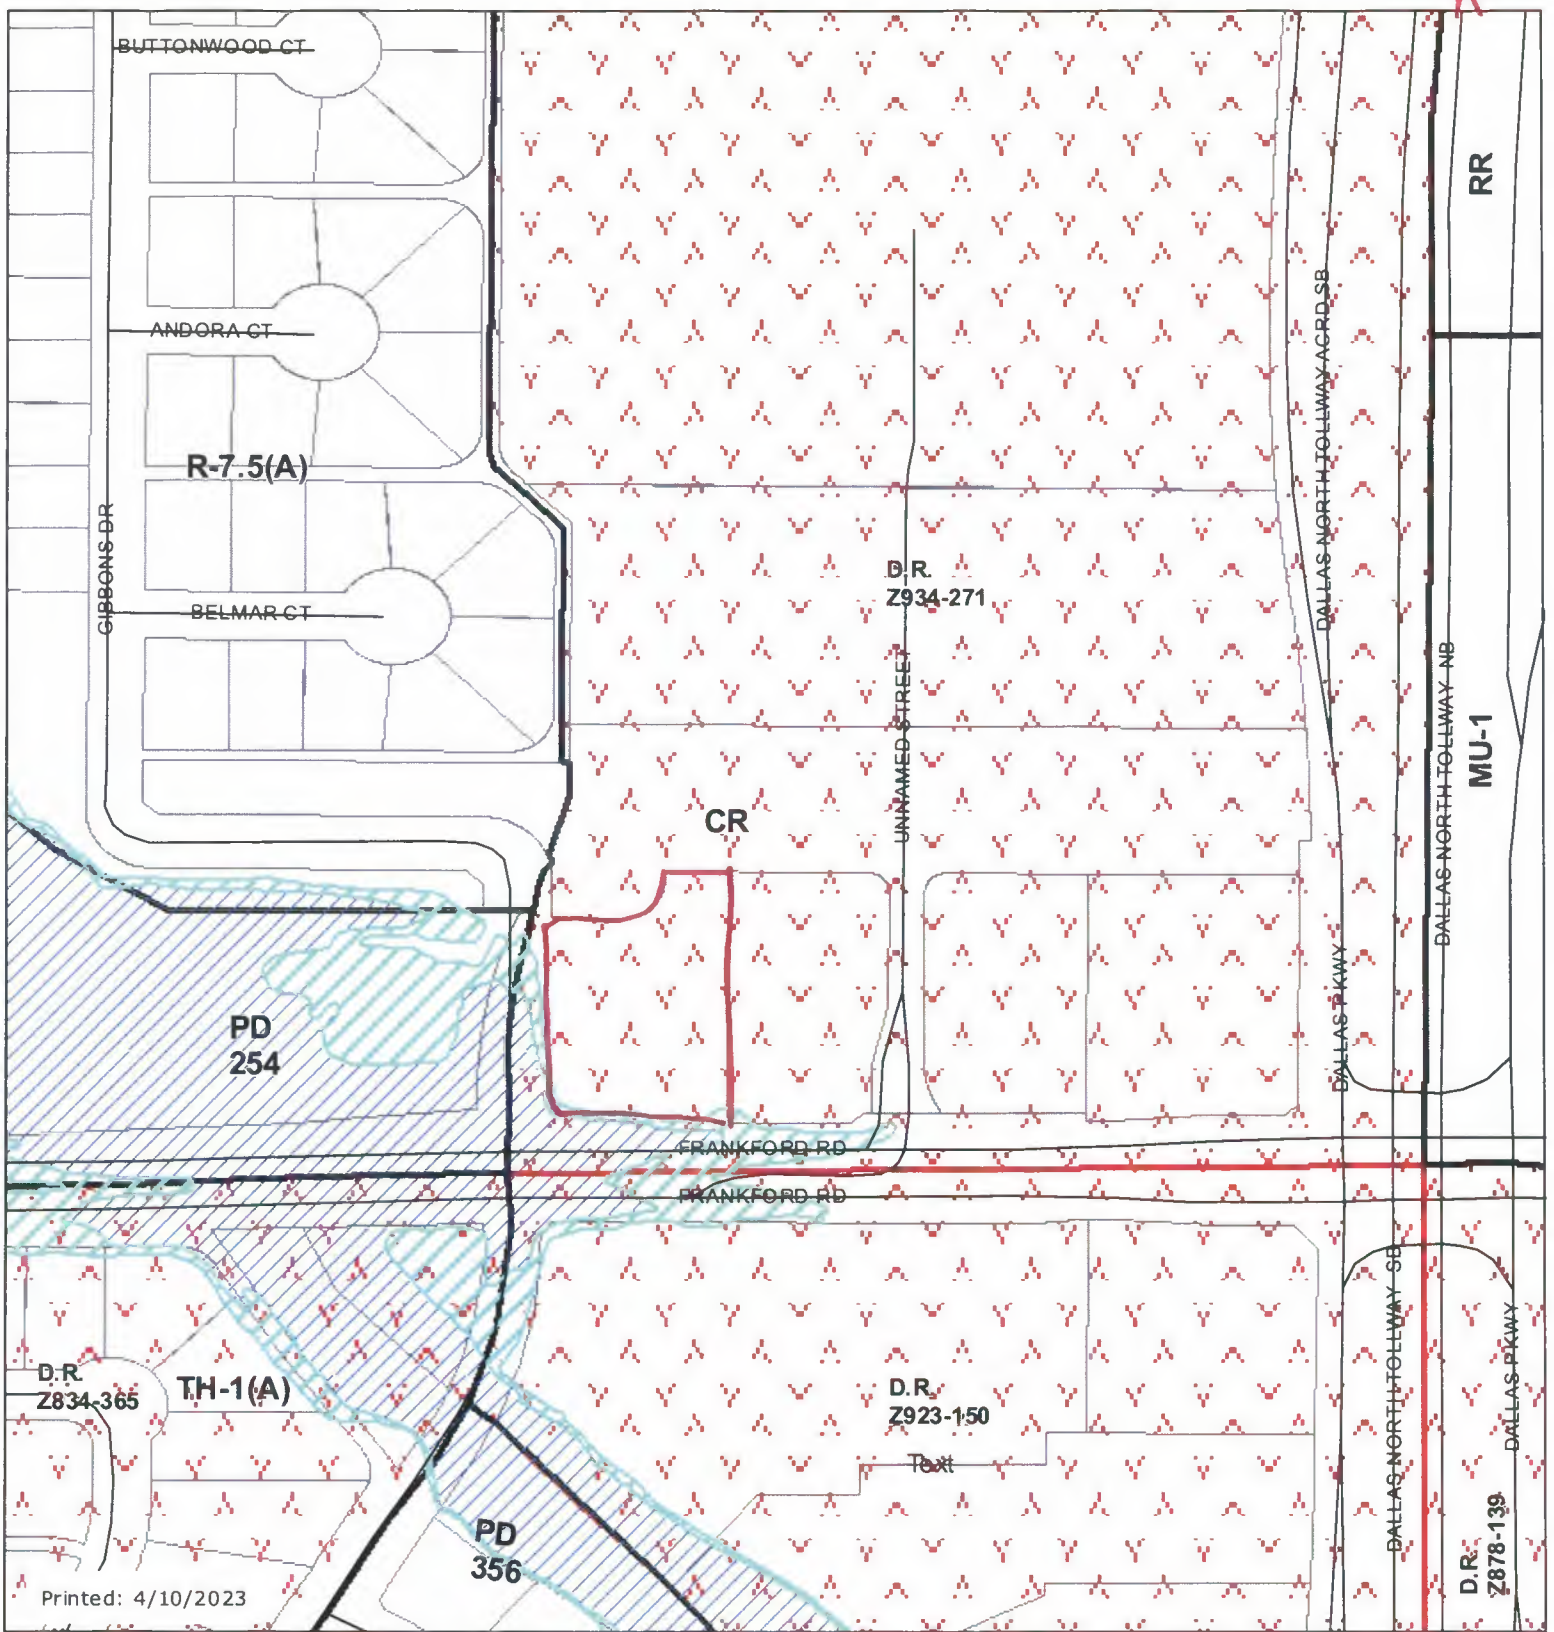 BUTTONWOOD CT
RR
ANDORA CT
DALLAS NORTH TOLLWAY ACRD SB
R-7.5(A)
GIBBONS DR
BELMAR CT
D.R.
Z934-271
UNNAMED STREET
DALLAS NORTH TOLLWAY NB
MU-1
CR
DALLAS PKWY
PD
254
FRANKFORD RD
FRANKFORD RD
DALLAS NORTH TOLLWAY SB
DALLAS PKWY
D.R.
Z834-365
TH-1(A)
D.R.
Z923-150
Text
PD
356
D.R.
Z878-139
Printed: 4/10/2023